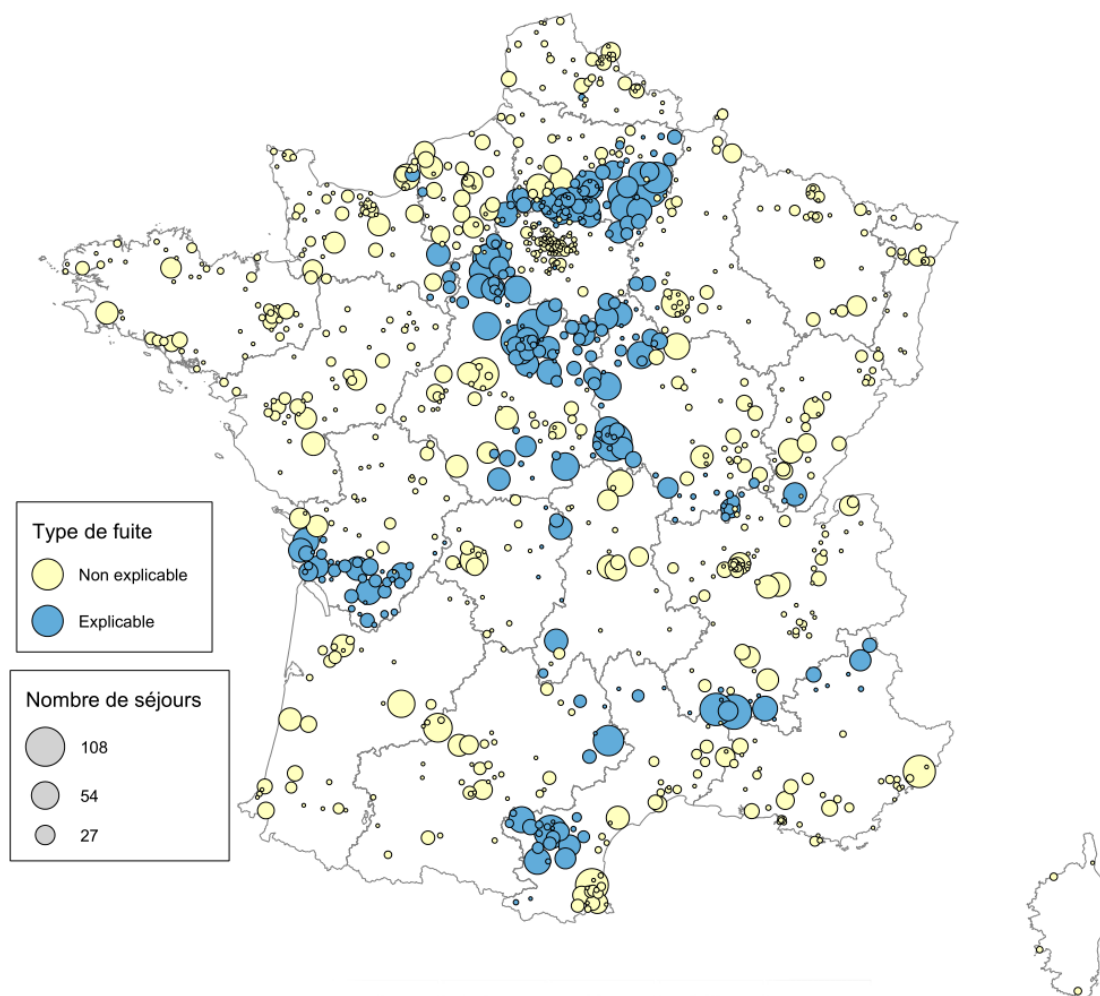 Type de fuite
Non explicable
Explicable
Nombre de séjours
108
54
27